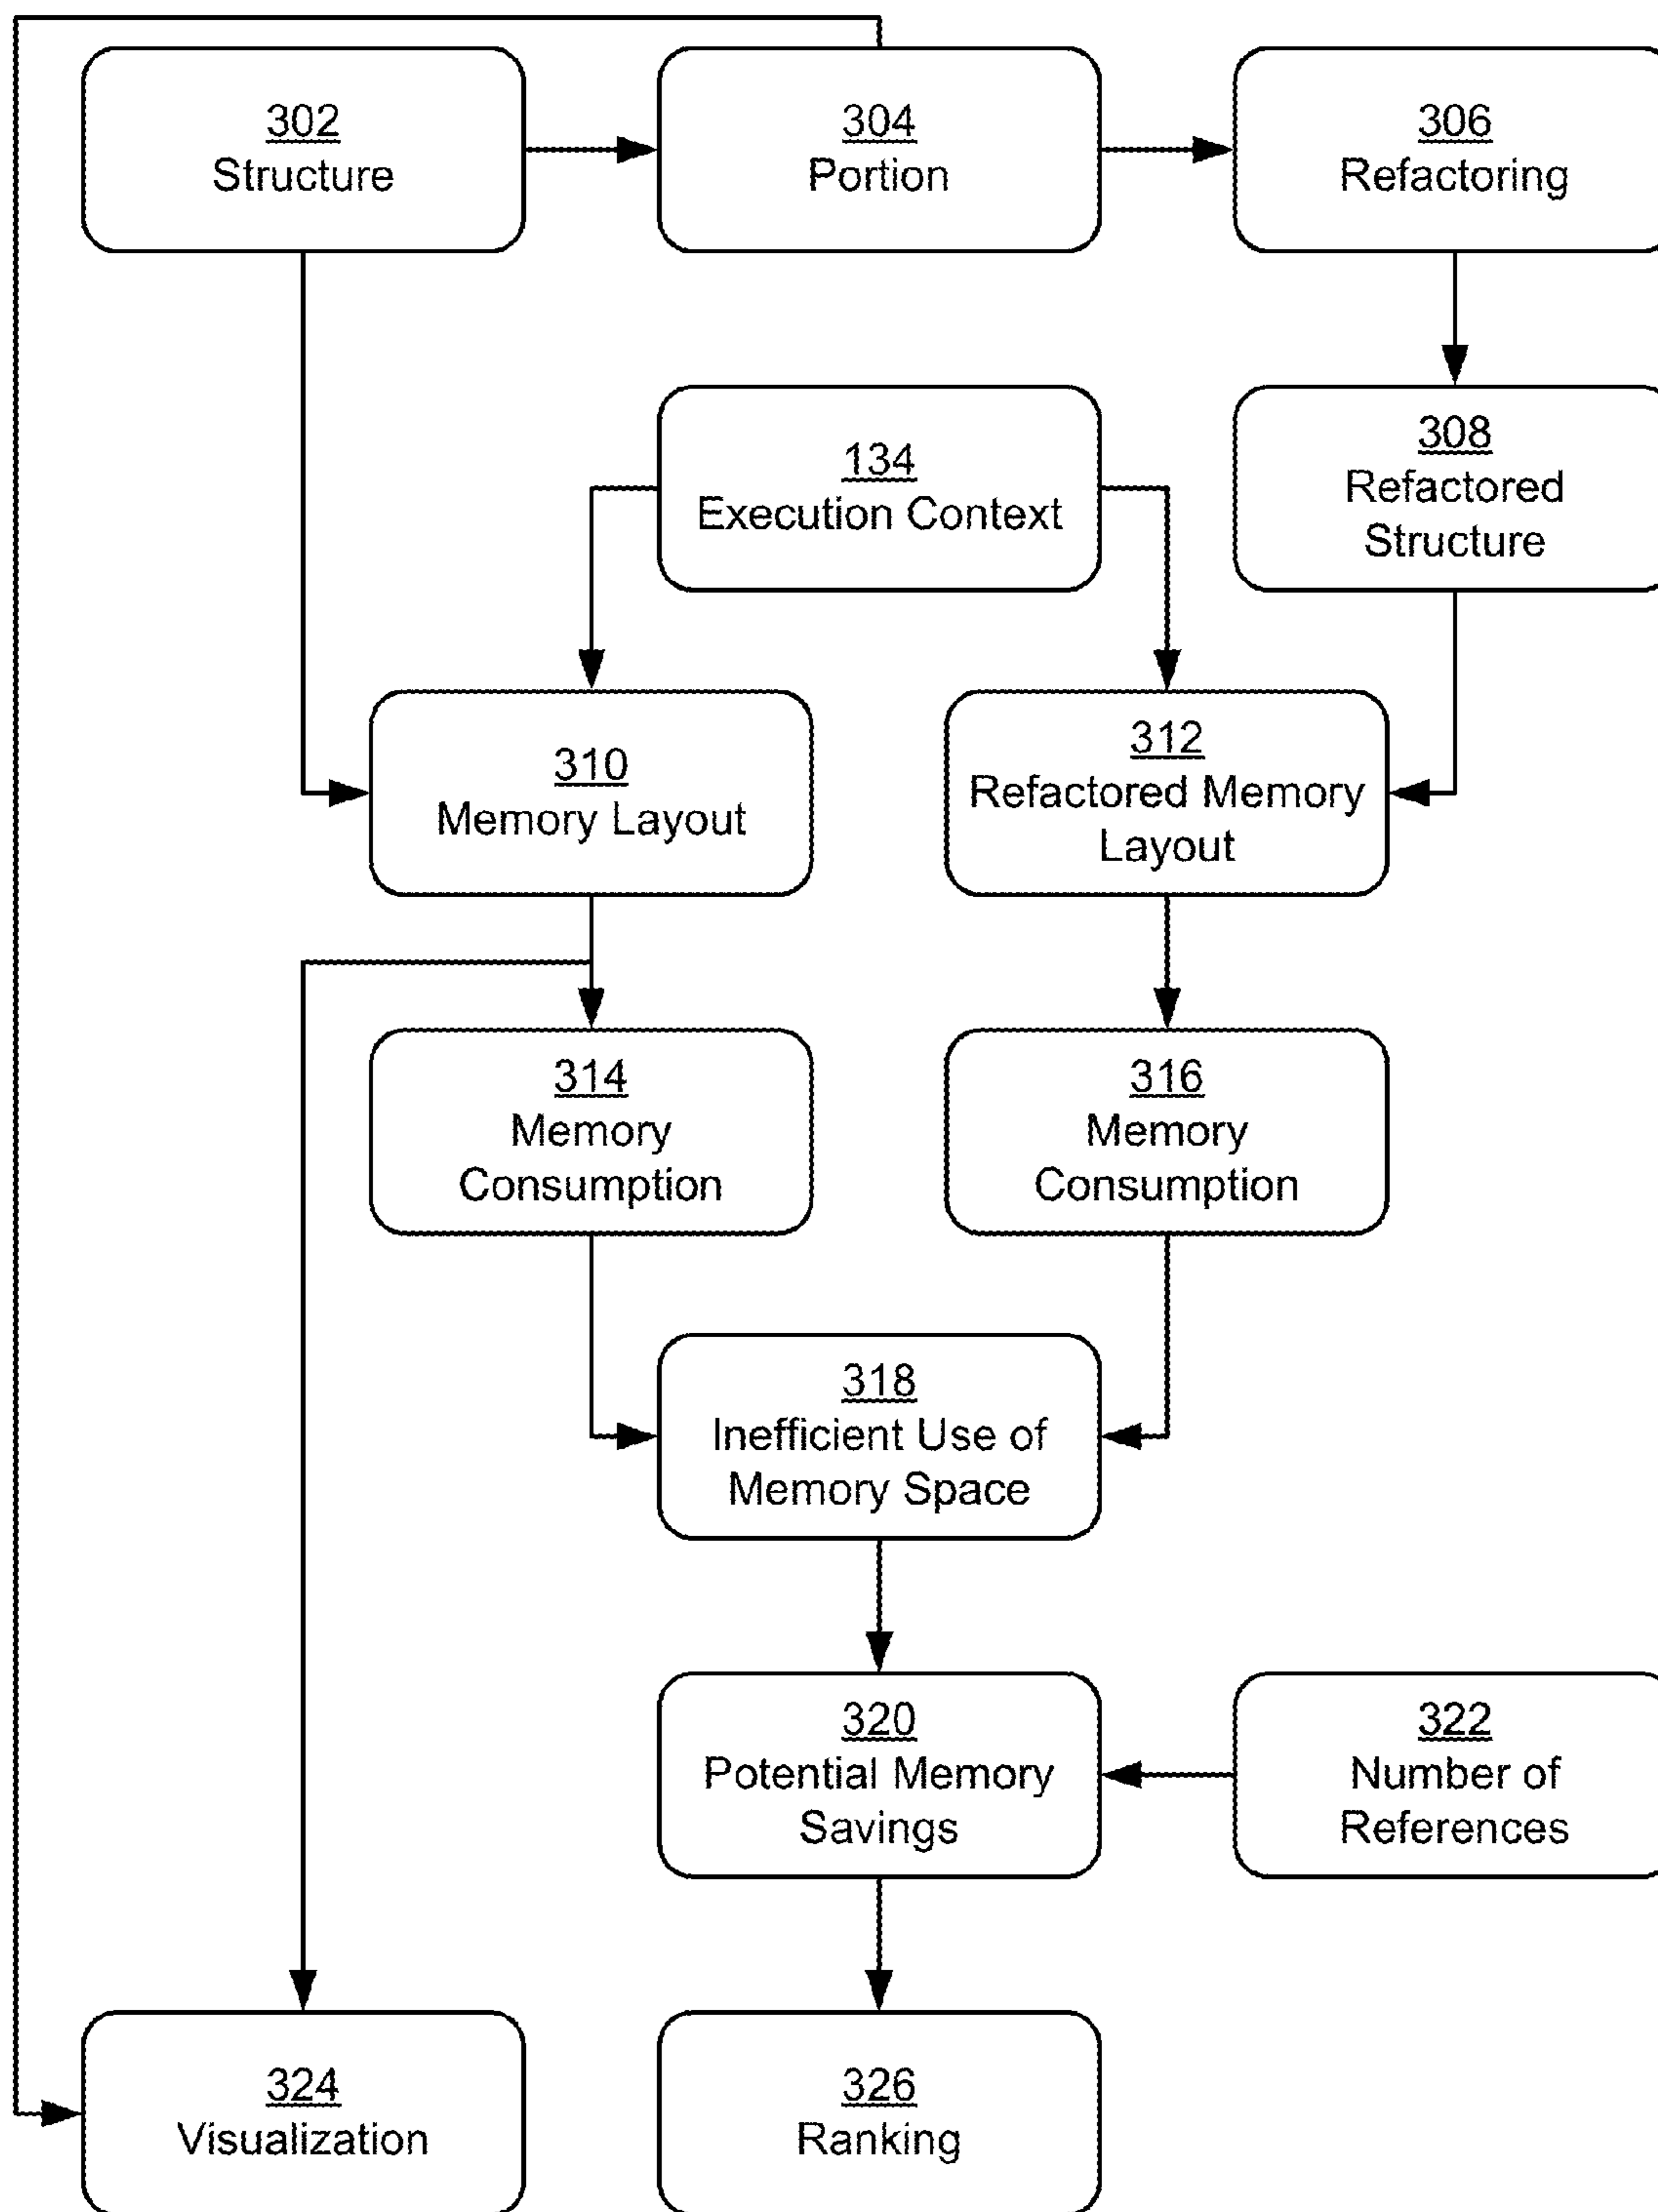 302
Structure
304
Portion
306
Refactoring
134
Execution Context
308
Refactored
Structure
310
Memory Layout
312
Refactored Memory
Layout
314
Memory
Consumption
316
Memory
Consumption
318
Inefficient Use of
Memory Space
320
Potential Memory
Savings
322
Number of
References
324
Visualization
326
Ranking